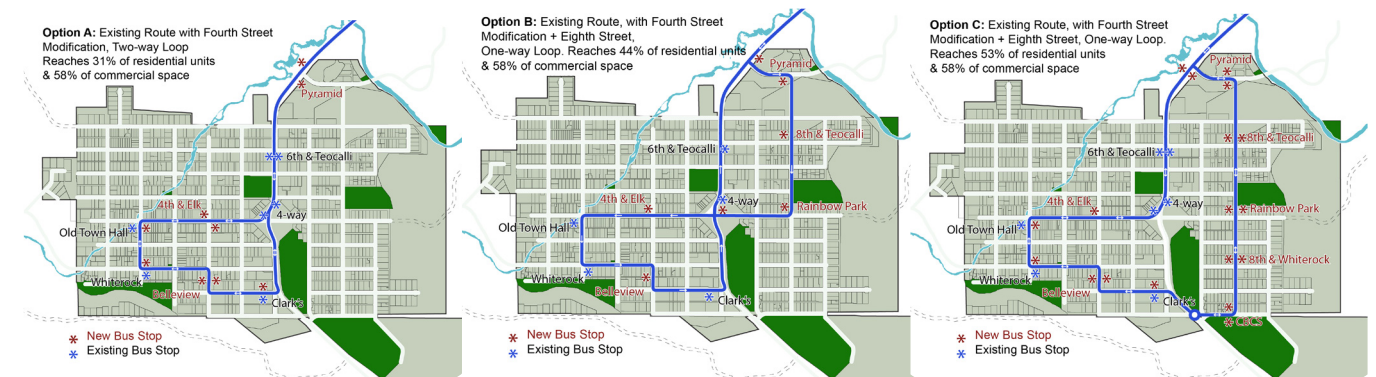 Option A: Existing Route with Fourth Street
Modification, Two-way Loop
Reaches 31% of residential units
& 58% of commercial space
Pyramid
6th & Teocalli
4th & Elk
4-way
Old Town Hall
Whiterock
Belleview
Clark's
New Bus Stop
Existing Bus Stop
Option B: Existing Route, with Fourth Street
Modification + Eighth Street,
One-way Loop. Reaches 44% of residential units
& 58% of commercial space
Pyramid
8th & Teocalli
6th & Teocalli
4th & Elk
4-way
Rainbow Park
Old Town Hall
Whiterock
Belleview
Clark's
New Bus Stop
Existing Bus Stop
Option C: Existing Route, with Fourth Street
Modification + Eighth Street, One-way Loop.
Reaches 53% of residential units
& 58% of commercial space
Pyramid
8th & Teocalli
6th & Teocalli
4th & Elk
4-way
Rainbow Park
Old Town Hall
8th & Whiterock
Whiterock
Belleview
Clark's
CBCS
New Bus Stop
Existing Bus Stop